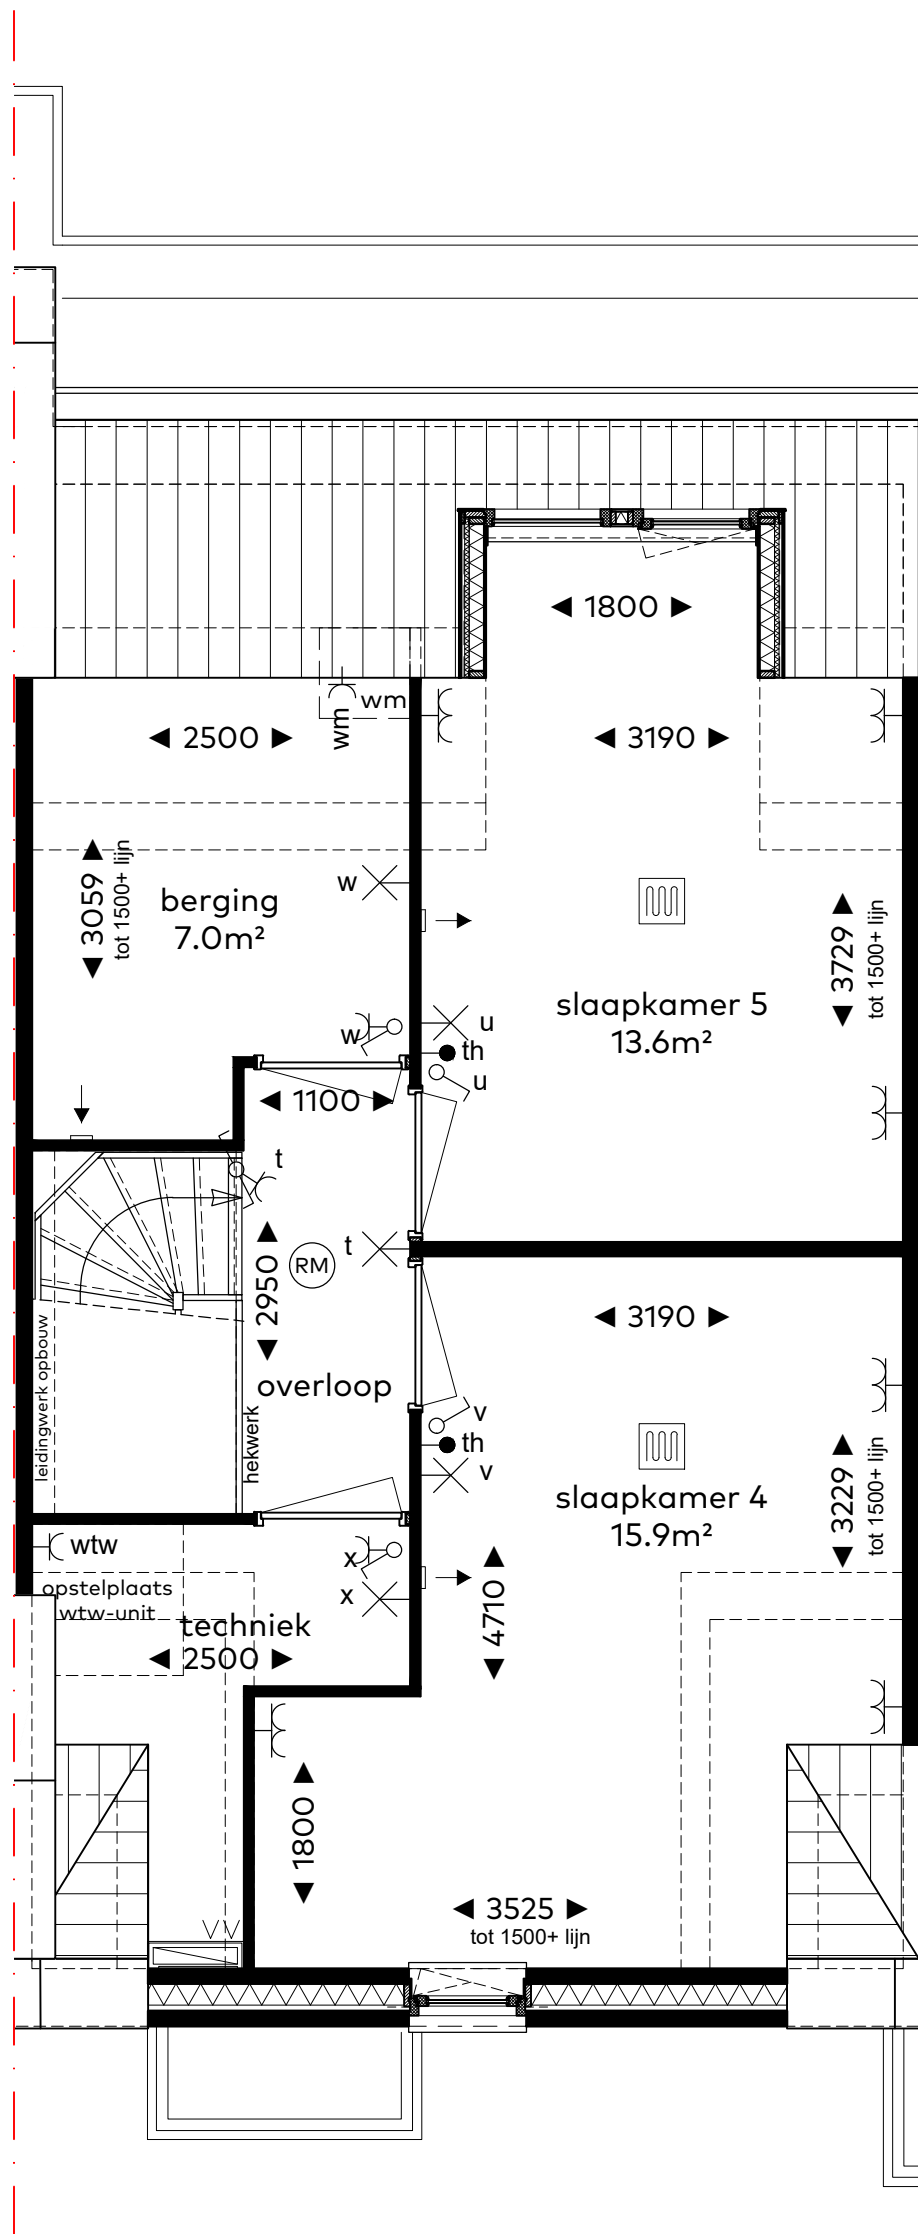 1800
wm
wm
2500
3190
3059
tot 1500+ lijn
w
berging
7.0m²
3729
tot 1500+ lijn
slaapkamer 5
13.6m²
w
u
th
u
1100
t
t
RM
2950
3190
leidingwerk opbouw
overloop
hekwerk
v
th
v
slaapkamer 4
15.9m²
3229
tot 1500+ lijn
wtw
x
x
opstelplaats
wtw-unit
techniek
2500
4710
1800
3525
tot 1500+ lijn